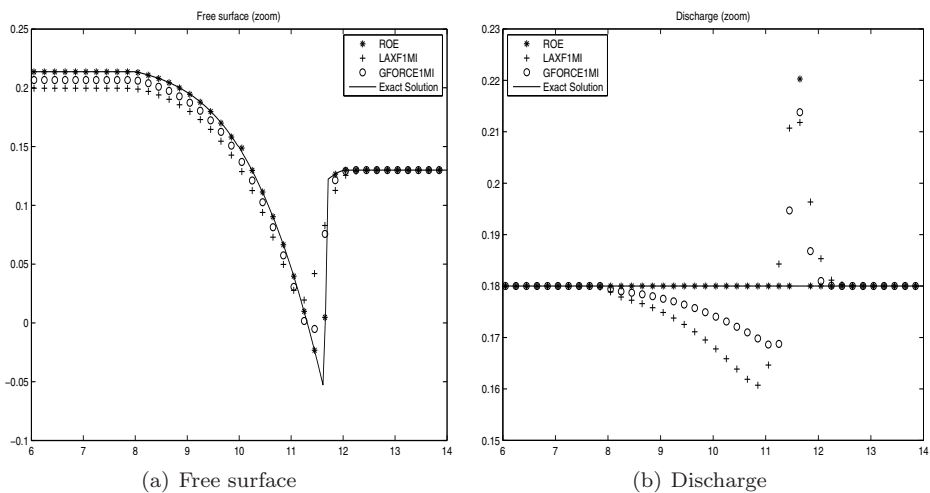 Free surface (zoom)
0.25
0.2
0.15
0.1
0.05
0
−0.05
−0.1
6 7 8 9 10 11 12 13 14
ROE
LAXF1MI
GFORCE1MI
Exact Solution
(a) Free surface
Discharge (zoom)
0.23
0.22
0.21
0.2
0.19
0.18
0.17
0.16
0.15
6 7 8 9 10 11 12 13 14
ROE
LAXF1MI
GFORCE1MI
Exact Solution
(b) Discharge